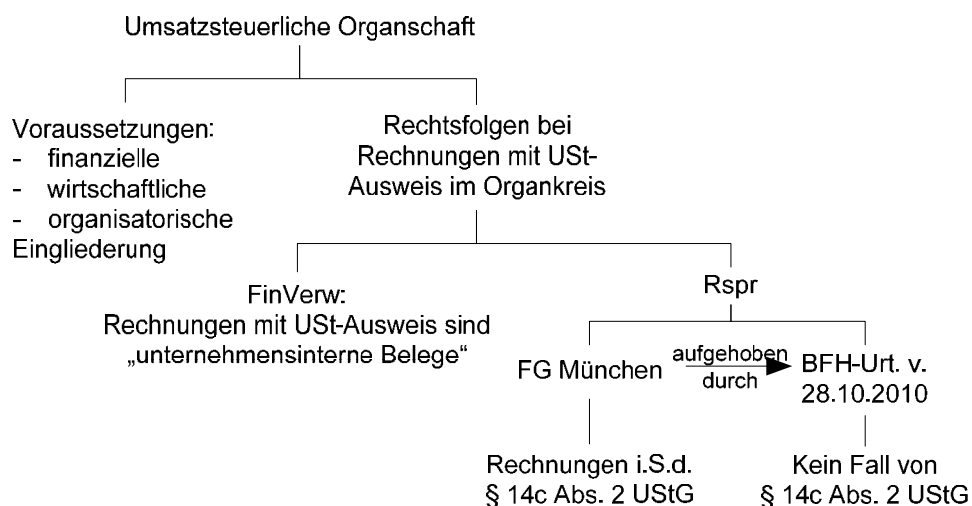 Umsatzsteuerliche Organschaft
Voraussetzungen:
- finanzielle
- wirtschaftliche
- organisatorische
Eingliederung
Rechtsfolgen bei
Rechnungen mit USt-
Ausweis im Organkreis
FinVerw:
Rechnungen mit USt-Ausweis sind
„unternehmensinterne Belege“
Rspr
FG München
aufgehoben
durch
BFH-Urt. v.
28.10.2010
Rechnungen i.S.d.
§ 14c Abs. 2 UStG
Kein Fall von
§ 14c Abs. 2 UStG